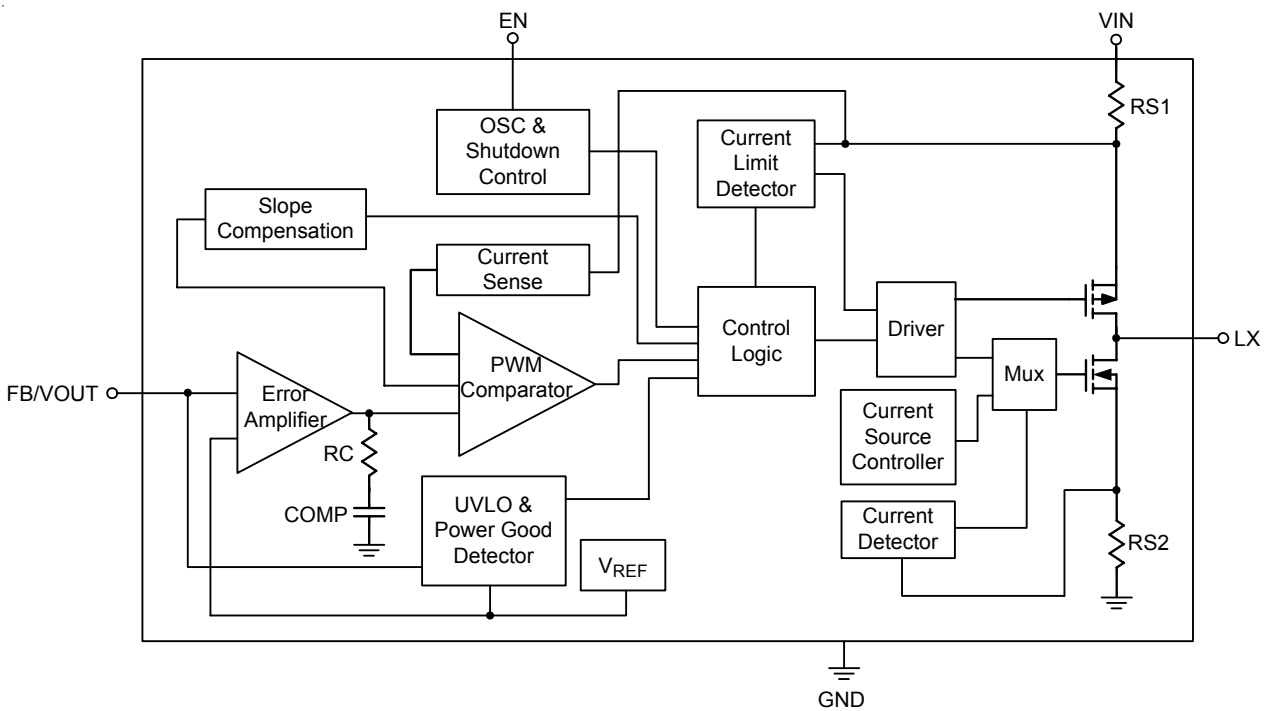 EN
VIN
RS1
OSC &
Shutdown
Control
Current
Limit
Detector
Slope
Compensation
Current
Sense
Control
Logic
Driver
LX
PWM
Comparator
Mux
FB/VOUT
Error
Amplifier
Current
Source
Controller
RC
COMP
UVLO &
Power Good
Detector
VREF
Current
Detector
RS2
GND